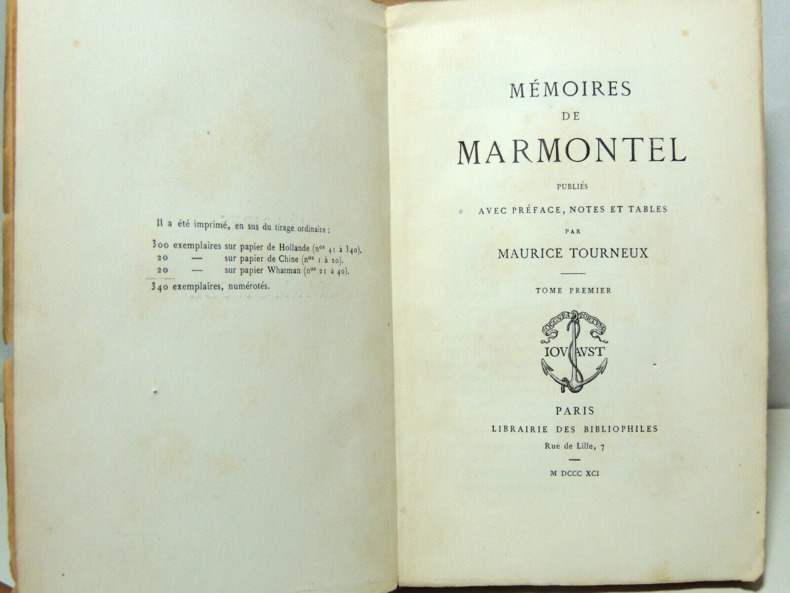 Il a été imprimé, en sus du tirage ordinaire :
300 exemplaires sur papier de Hollande (nos 41 à 340).
20 — sur papier de Chine (nos 1 à 20).
20 — sur papier Whatman (nos 21 à 40).
340 exemplaires, numérotés.
MÉMOIRES
DE
MARMONTEL
PUBLIÉS
AVEC PRÉFACE, NOTES ET TABLES
PAR
MAURICE TOURNEUX
TOME PREMIER
IOVAVST
PARIS
LIBRAIRIE DES BIBLIOPHILES
Rue de Lille, 7
M DCCC XCI